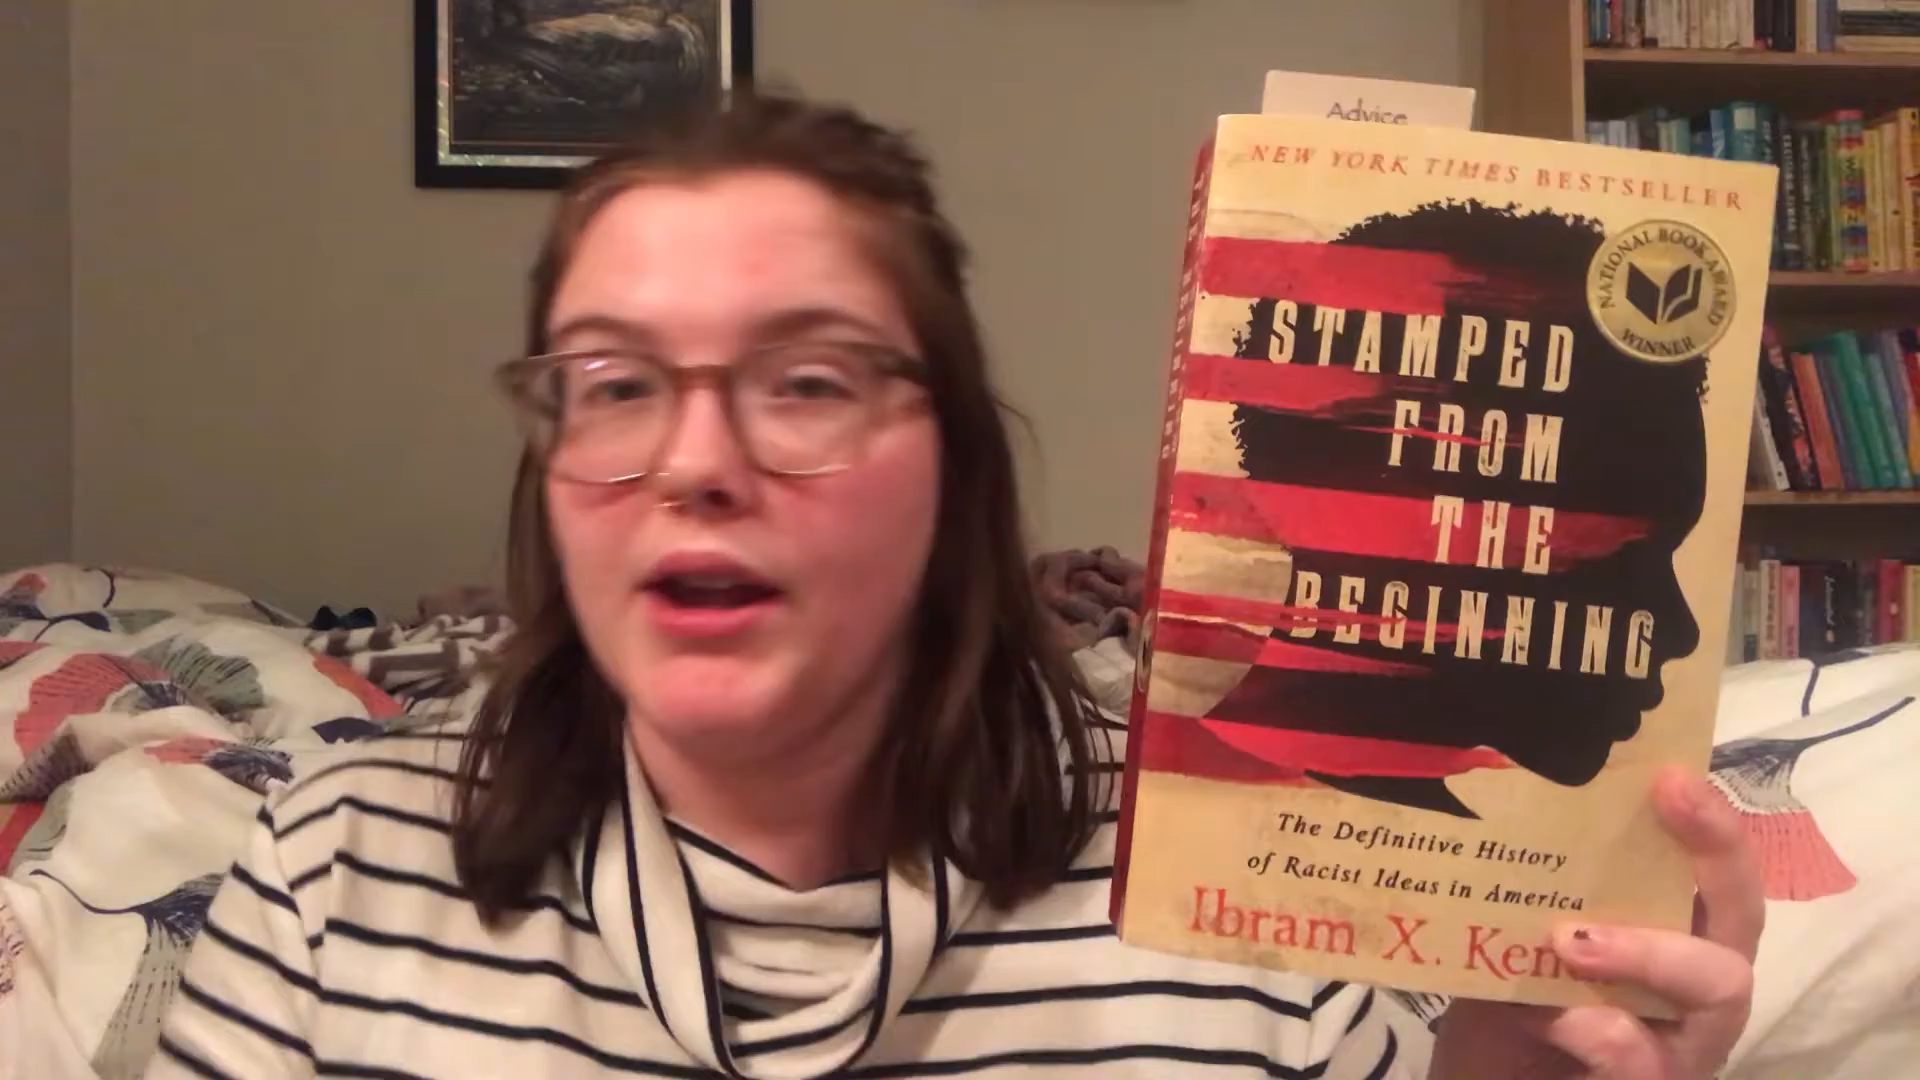 Advice
NEW YORK TIMES BESTSELLER
NATIONAL BOOK AWARD
WINNER
STAMPED
FROM
THE
BEGINNING
The Definitive History
of Racist Ideas in America
Ibram X. Ken